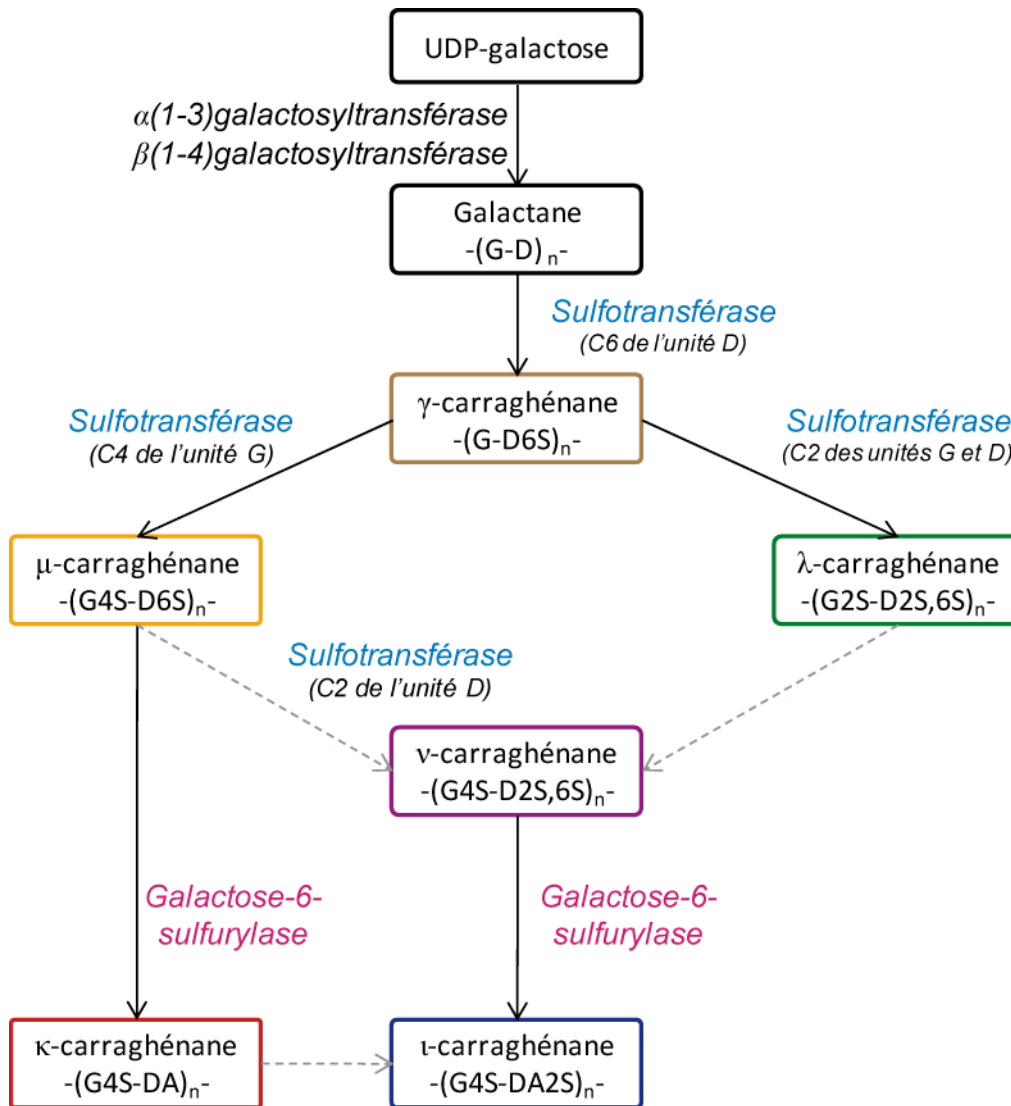 UDP-galactose
α(1-3)galactosyltransférase
β(1-4)galactosyltransférase
Galactane
-(G-D) n-
Sulfotransférase
(C6 de l'unité D)
γ-carraghénane
-(G-D6S)n-
Sulfotransférase
(C4 de l'unité G)
Sulfotransférase
(C2 des unités G et D)
μ-carraghénane
-(G4S-D6S)n-
λ-carraghénane
-(G2S-D2S,6S)n-
Sulfotransférase
(C2 de l'unité D)
ν-carraghénane
-(G4S-D2S,6S)n-
Galactose-6-
sulfurylase
Galactose-6-
sulfurylase
κ-carraghénane
-(G4S-DA)n-
ι-carraghénane
-(G4S-DA2S)n-